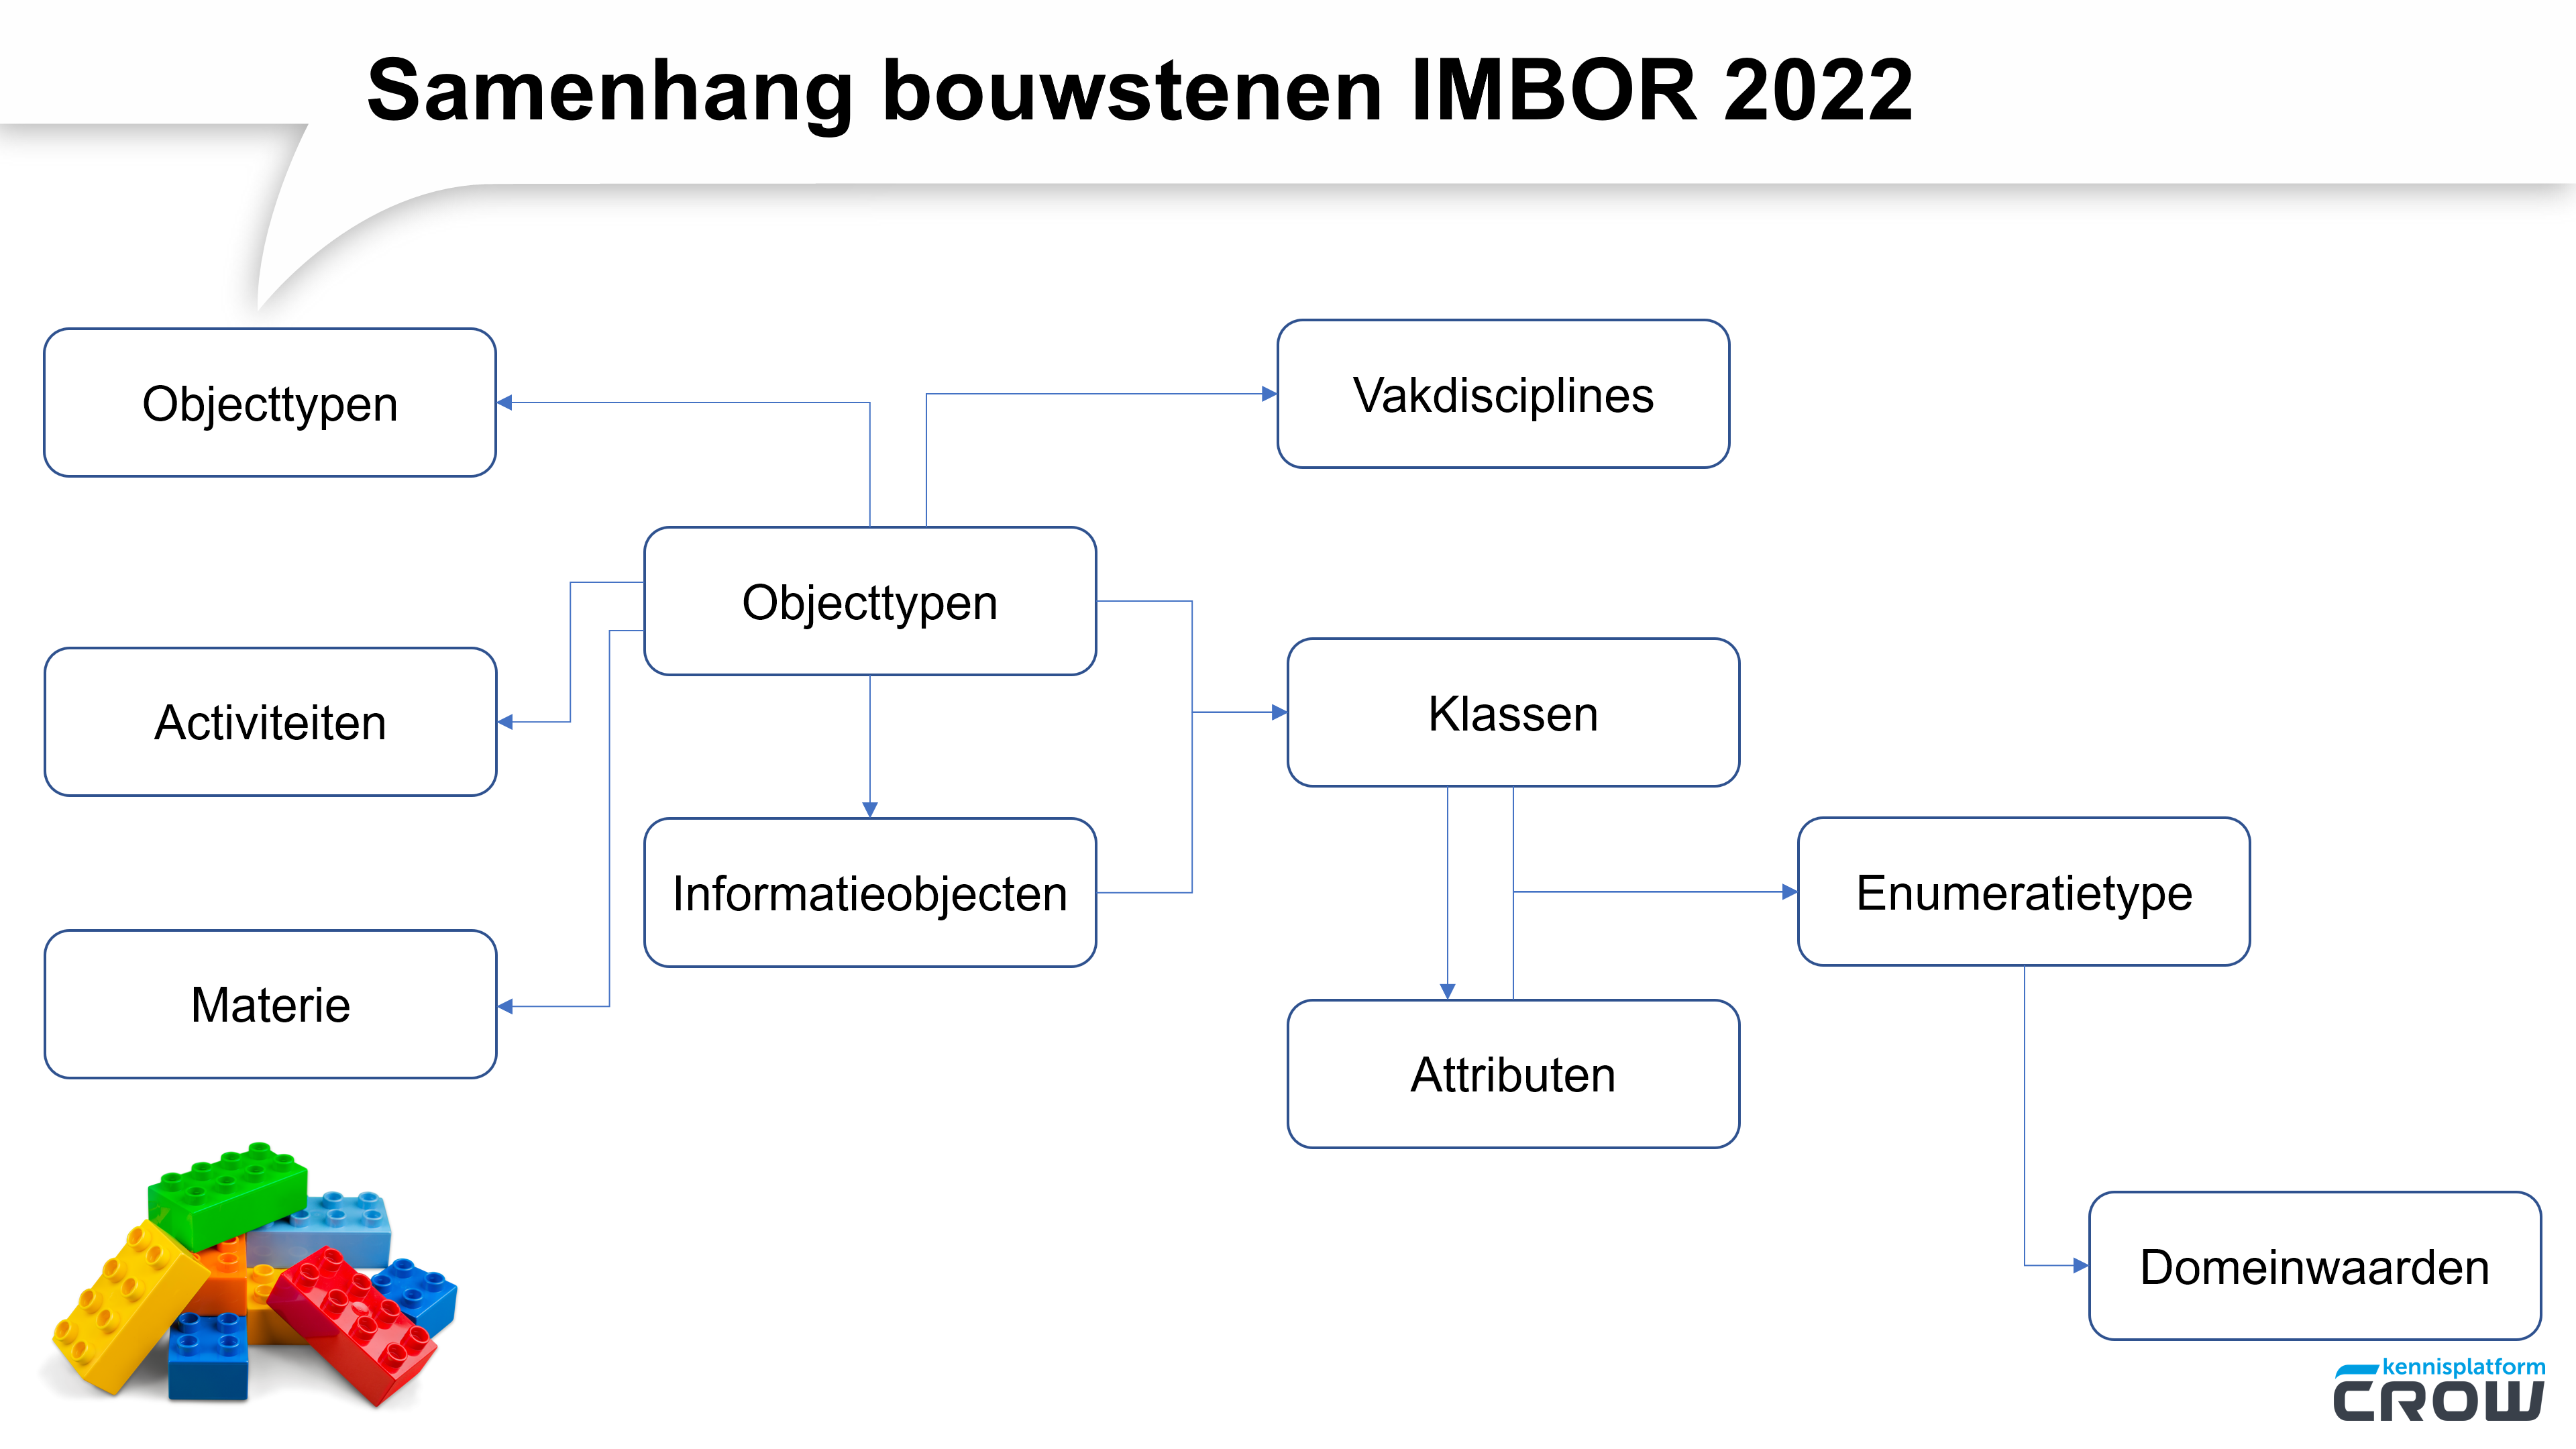 Samenhang bouwstenen IMBOR 2022
Objecttypen
Vakdisciplines
Objecttypen
Activiteiten
Klassen
Informatieobjecten
Enumeratietype
Materie
Attributen
Domeinwaarden
kennisplatform
CROW